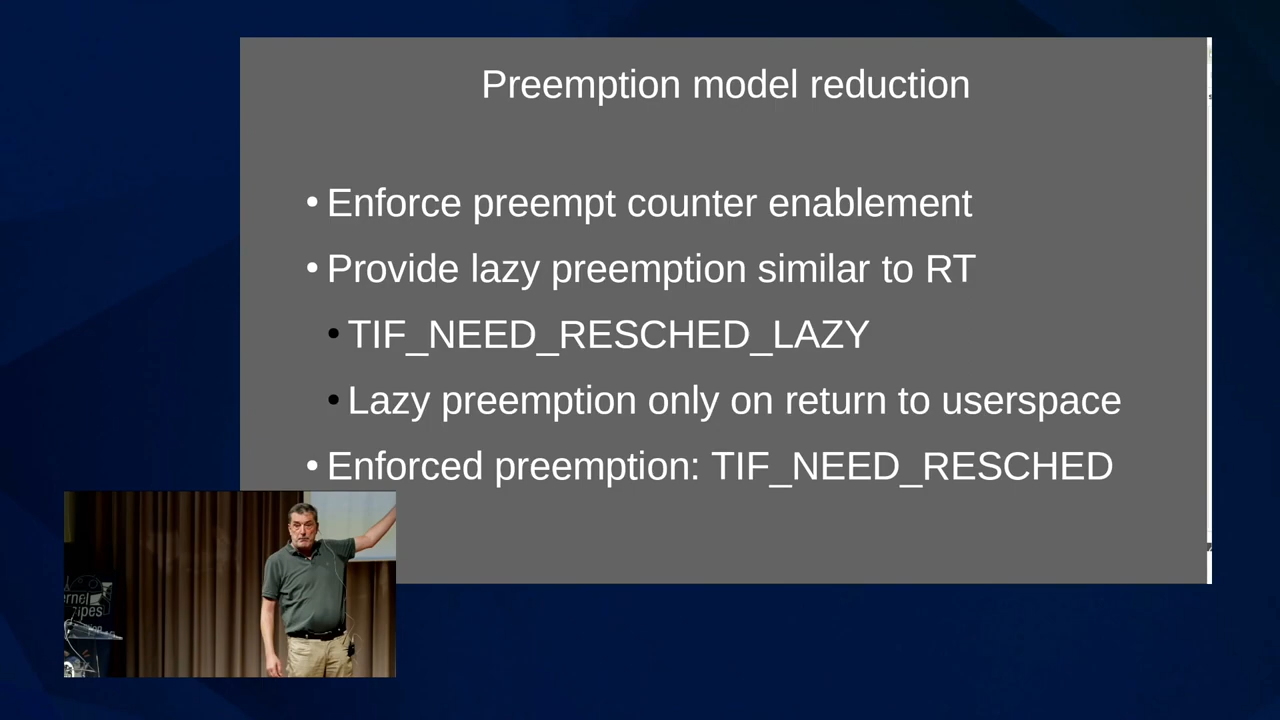 Preemption model reduction
• Enforce preempt counter enablement
• Provide lazy preemption similar to RT
• TIF_NEED_RESCHED_LAZY
• Lazy preemption only on return to userspace
• Enforced preemption: TIF_NEED_RESCHED